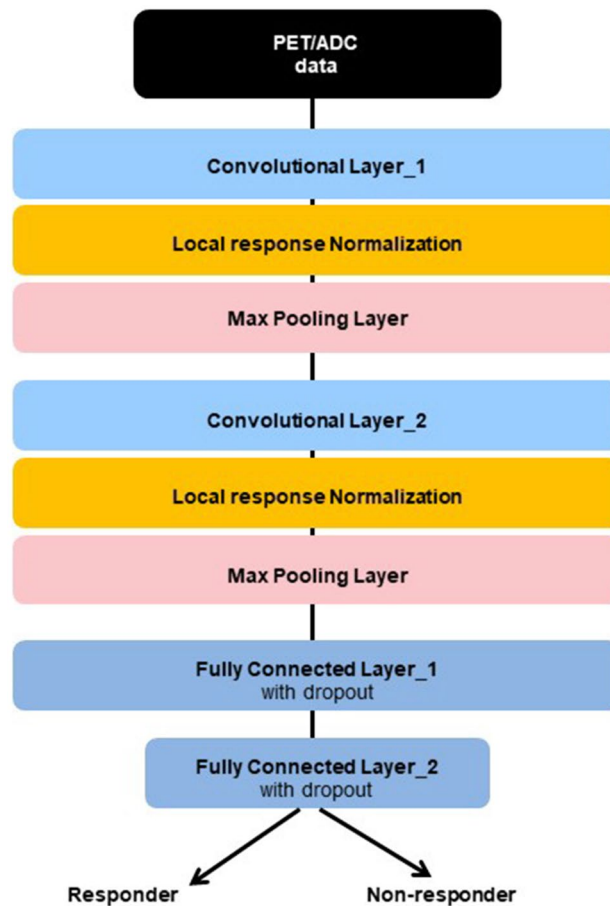 PET/ADC
data
Convolutional Layer_1
Local response Normalization
Max Pooling Layer
Convolutional Layer_2
Local response Normalization
Max Pooling Layer
Fully Connected Layer_1
with dropout
Fully Connected Layer_2
with dropout
Responder
Non-responder